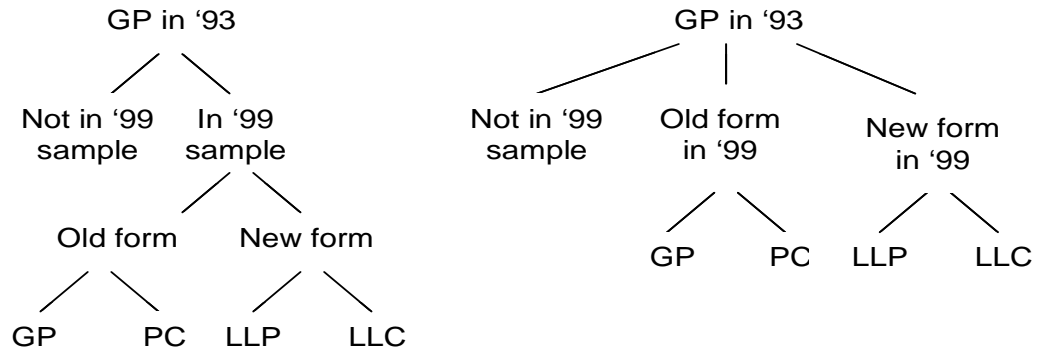 GP in ‘93
Not in ‘99
sample
In ‘99
sample
Old form
New form
GP
PC
LLP
LLC
GP in ‘93
Not in ‘99
sample
Old form
in ‘99
New form
in ‘99
GP
PC
LLP
LLC